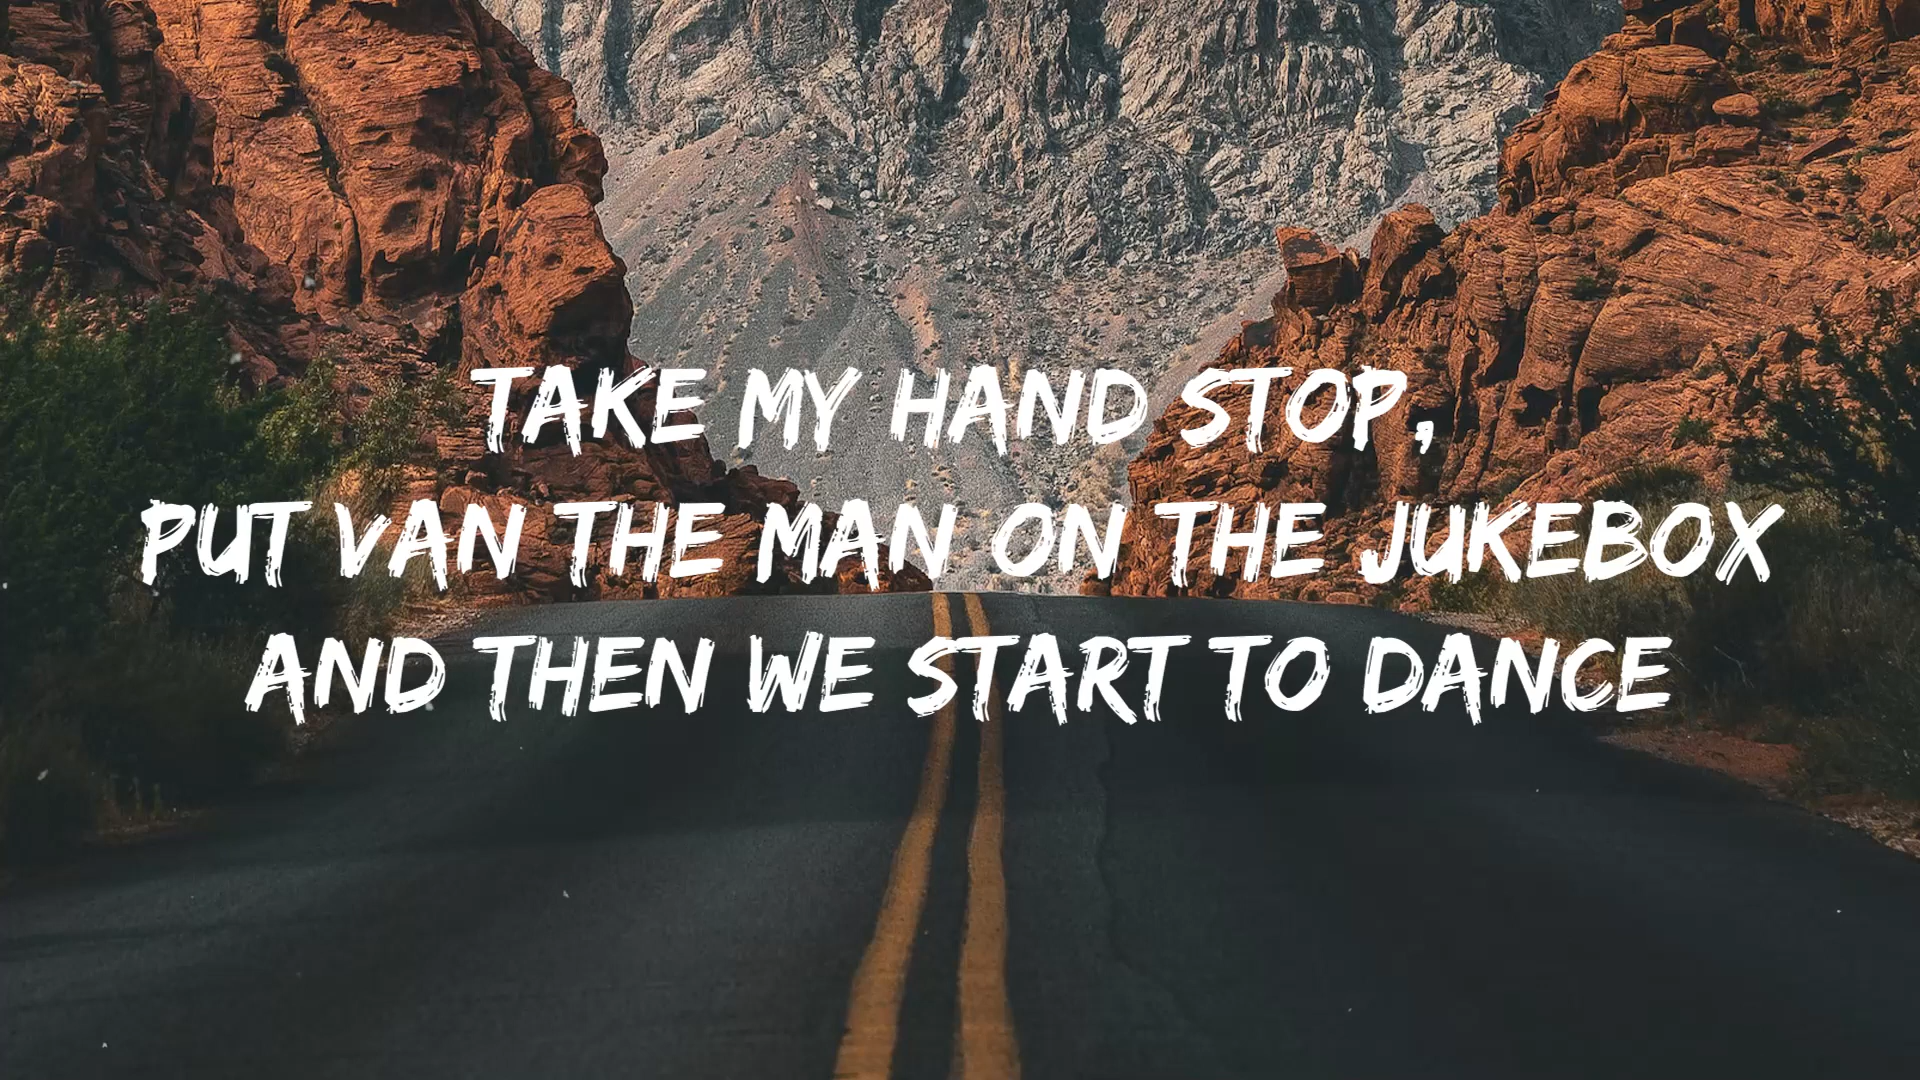 TAKE MY HAND STOP,
PUT VAN THE MAN ON THE JUKEBOX
AND THEN WE START TO DANCE